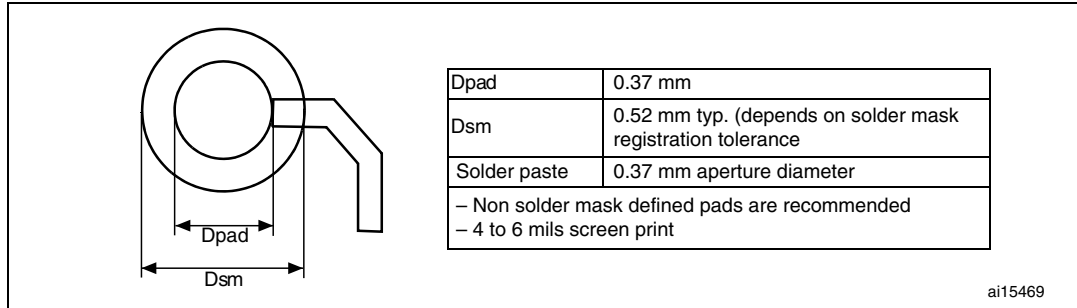 Dpad
Dsm
Dpad 0.37 mm
Dsm 0.52 mm typ. (depends on solder mask
registration tolerance
Solder paste 0.37 mm aperture diameter
– Non solder mask defined pads are recommended
– 4 to 6 mils screen print
ai15469